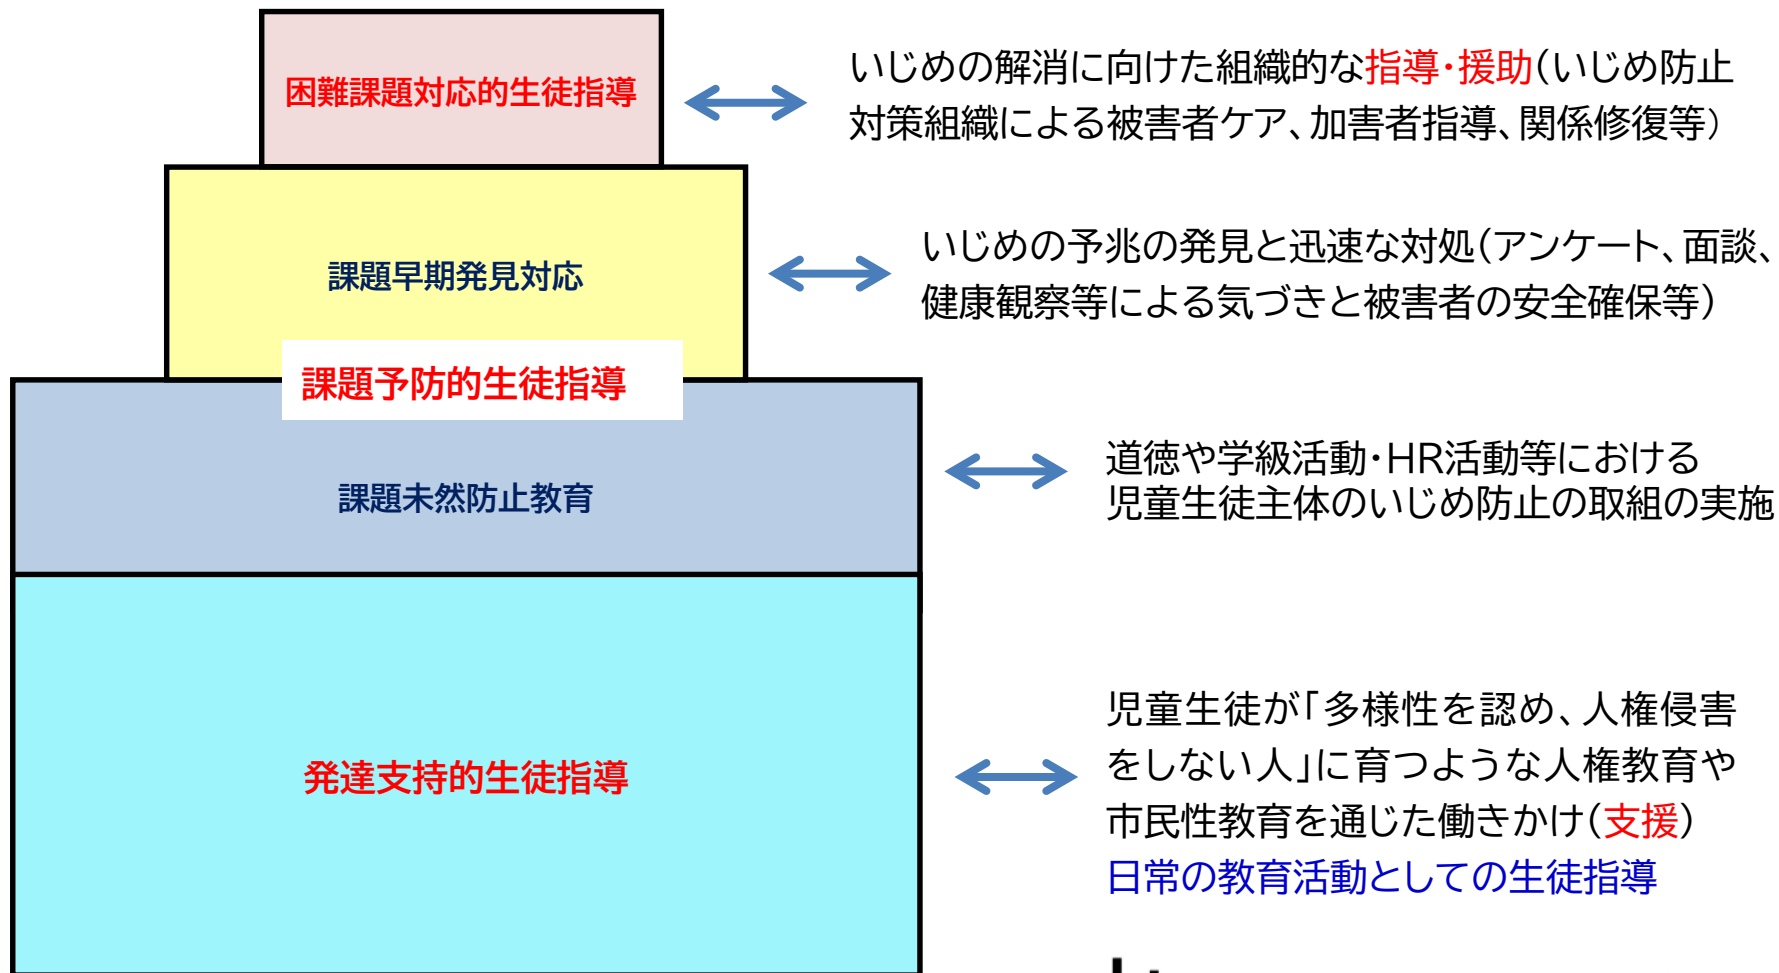 困難課題対応的生徒指導
いじめの解消に向けた組織的な指導・援助(いじめ防止
対策組織による被害者ケア、加害者指導、関係修復等)
課題早期発見対応
いじめの予兆の発見と迅速な対処(アンケート、面談、
健康観察等による気づきと被害者の安全確保等)
課題予防的生徒指導
課題未然防止教育
道徳や学級活動・HR活動等における
児童生徒主体のいじめ防止の取組の実施
発達支持的生徒指導
児童生徒が「多様性を認め、人権侵害
をしない人」に育つような人権教育や
市民性教育を通じた働きかけ(支援)
日常の教育活動としての生徒指導